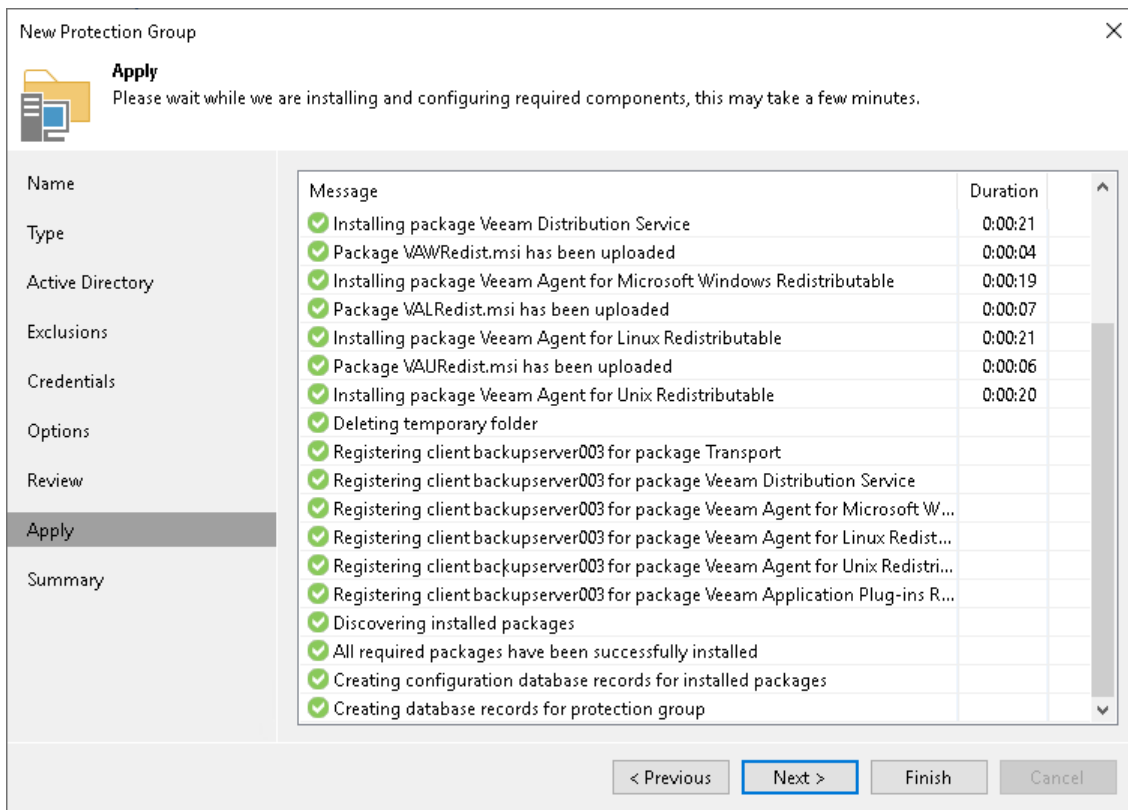 New Protection Group
Apply
Please wait while we are installing and configuring required components, this may take a few minutes.
Name
Type
Active Directory
Exclusions
Credentials
Options
Review
Apply
Summary
Message Duration
Installing package Veeam Distribution Service 0:00:21
Package VAWRedist.msi has been uploaded 0:00:04
Installing package Veeam Agent for Microsoft Windows Redistributable 0:00:19
Package VALRedist.msi has been uploaded 0:00:07
Installing package Veeam Agent for Linux Redistributable 0:00:21
Package VAURedist.msi has been uploaded 0:00:06
Installing package Veeam Agent for Unix Redistributable 0:00:20
Deleting temporary folder
Registering client backupserver003 for package Transport
Registering client backupserver003 for package Veeam Distribution Service
Registering client backupserver003 for package Veeam Agent for Microsoft W...
Registering client backupserver003 for package Veeam Agent for Linux Redist...
Registering client backupserver003 for package Veeam Agent for Unix Redistri...
Registering client backupserver003 for package Veeam Application Plug-ins R...
Discovering installed packages
All required packages have been successfully installed
Creating configuration database records for installed packages
Creating database records for protection group
< Previous Next > Finish Cancel